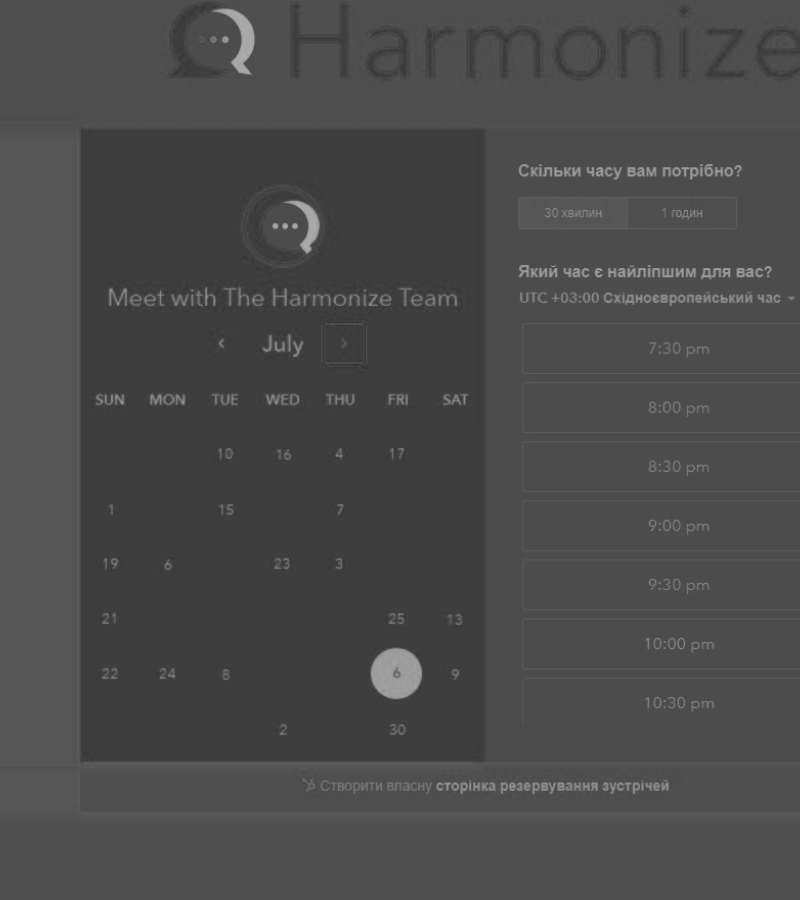 Harmonize
Meet with The Harmonize Team
July
SUN MON TUE WED THU FRI SAT
10 16 4 17
1 15 7
19 6 23 3
21 25 13
22 24 8 6 9
2 30
Скільки часу вам потрібно?
30 хвилин 1 годин
Який час є найліпшим для вас?
UTC +03:00 Східноєвропейський час
7:30 pm
8:00 pm
8:30 pm
9:00 pm
9:30 pm
10:00 pm
10:30 pm
Створити власну сторінка резервування зустрічей